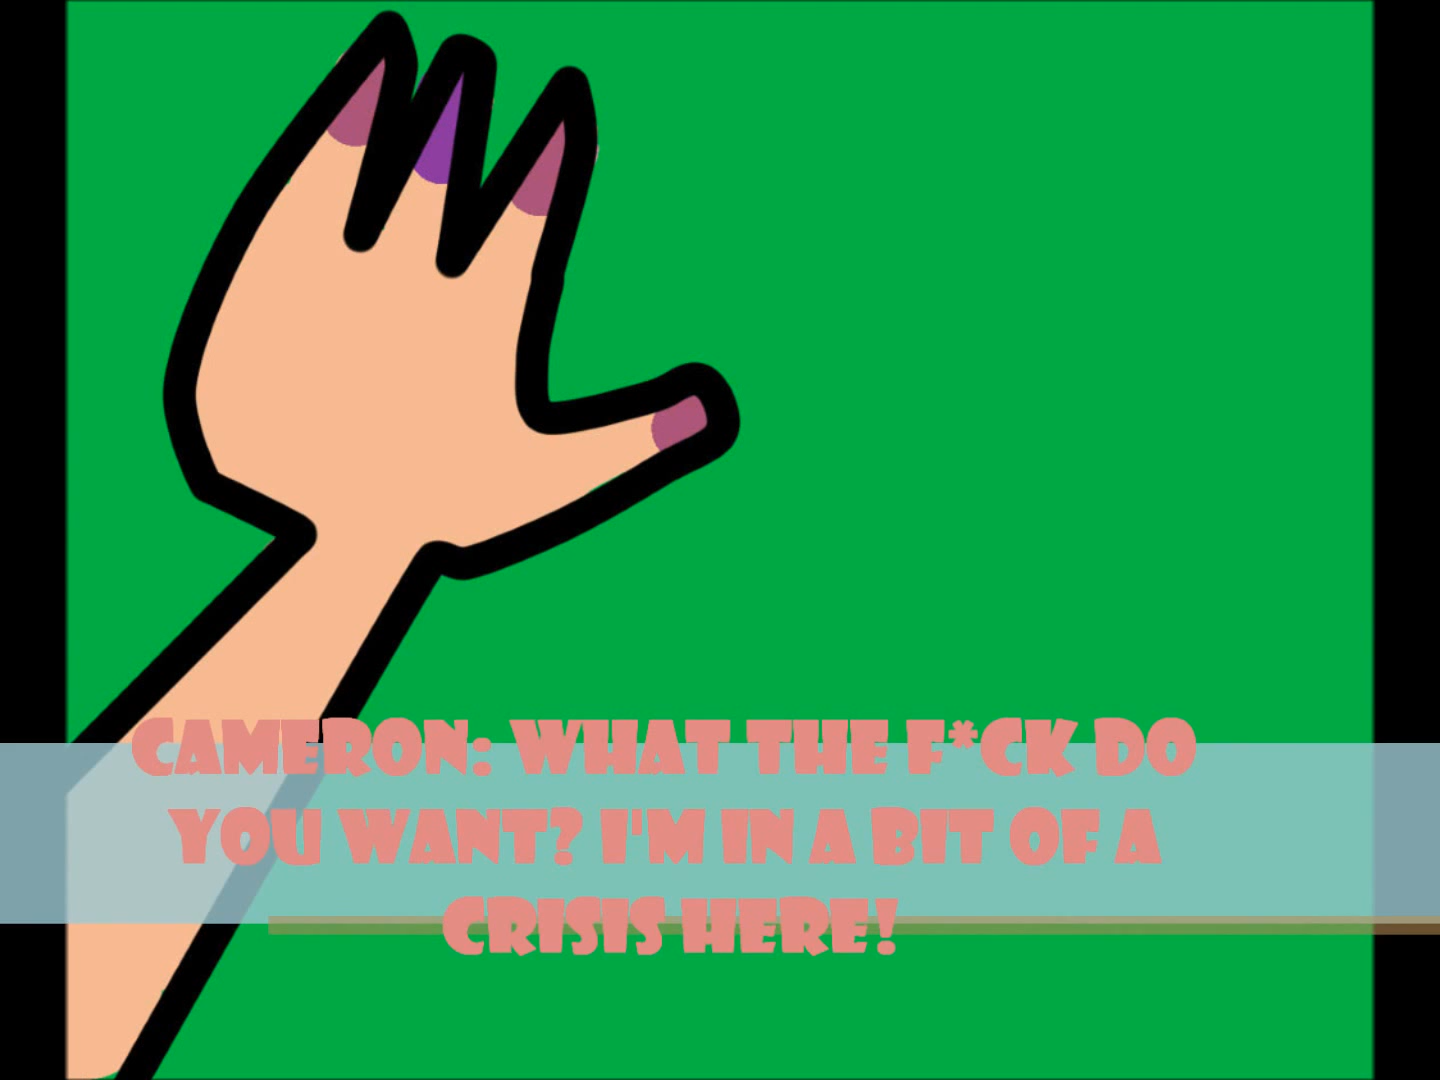 CAMERON: WHAT THE F*CK DO
YOU WANT? I'M IN A BIT OF A
CRISIS HERE!